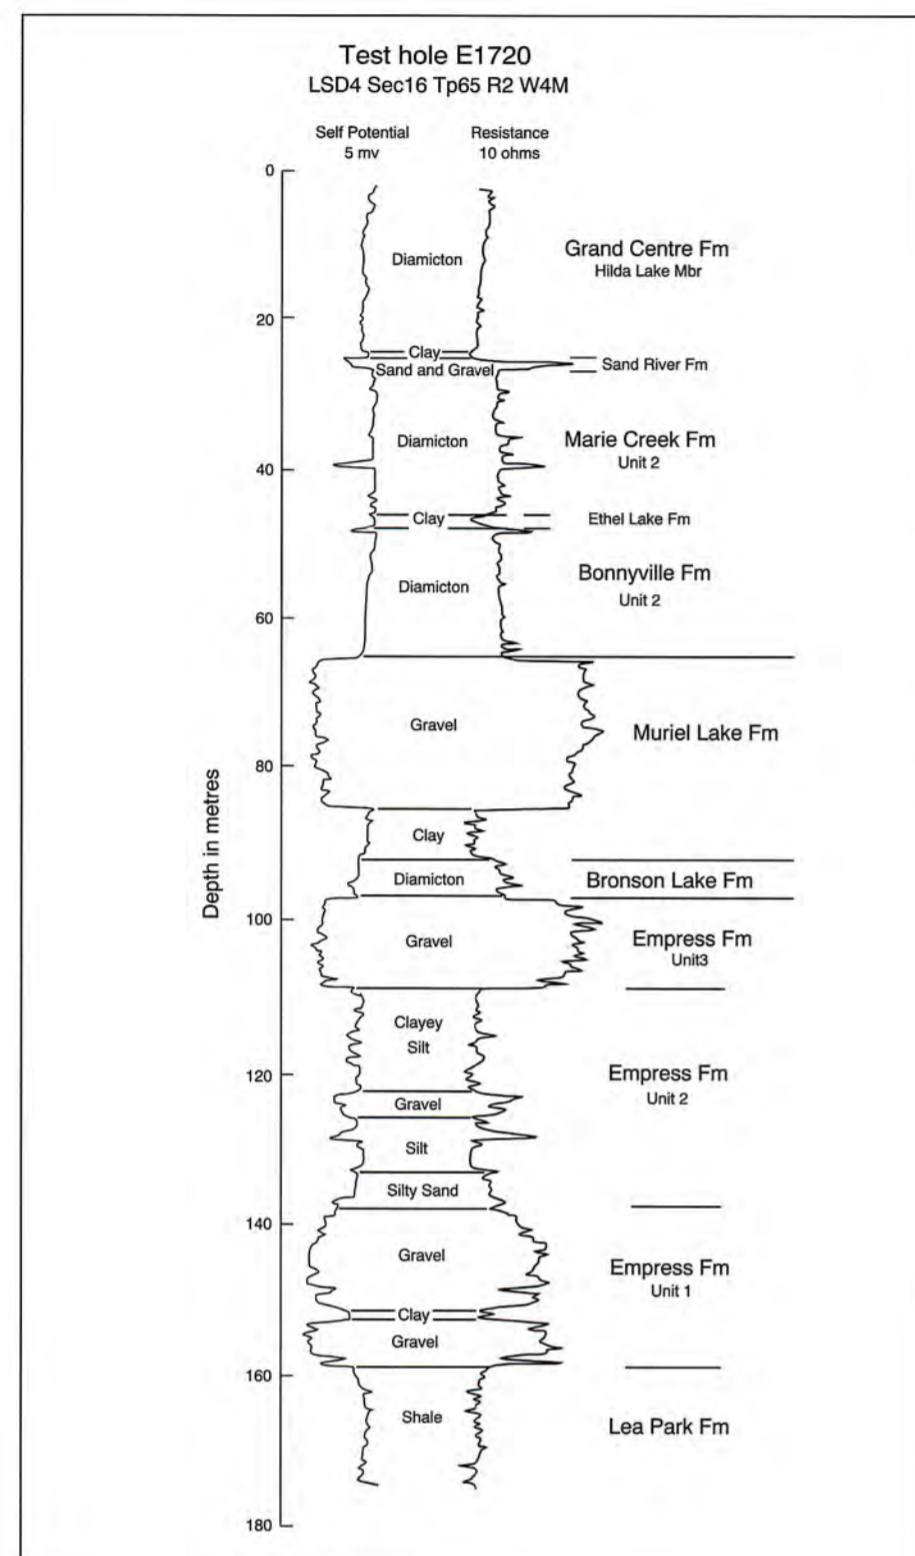 Test hole E1720
LSD4 Sec16 Tp65 R2 W4M
Self Potential
5 mv
Resistance
10 ohms
Depth in metres
0
20
40
60
80
100
120
140
160
180
Diamicton
Clay
Sand and Gravel
Diamicton
Clay
Diamicton
Gravel
Clay
Diamicton
Gravel
Clayey
Silt
Gravel
Silt
Silty Sand
Gravel
Clay
Gravel
Shale
Grand Centre Fm
Hilda Lake Mbr
Sand River Fm
Marie Creek Fm
Unit 2
Ethel Lake Fm
Bonnyville Fm
Unit 2
Muriel Lake Fm
Bronson Lake Fm
Empress Fm
Unit3
Empress Fm
Unit 2
Empress Fm
Unit 1
Lea Park Fm